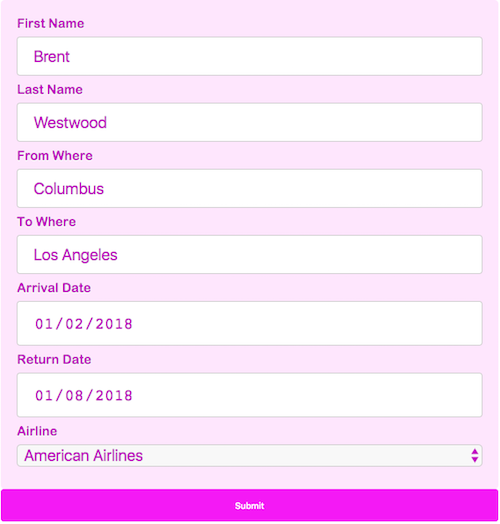 First Name
Brent
Last Name
Westwood
From Where
Columbus
To Where
Los Angeles
Arrival Date
01/02/2018
Return Date
01/08/2018
Airline
American Airlines
Submit